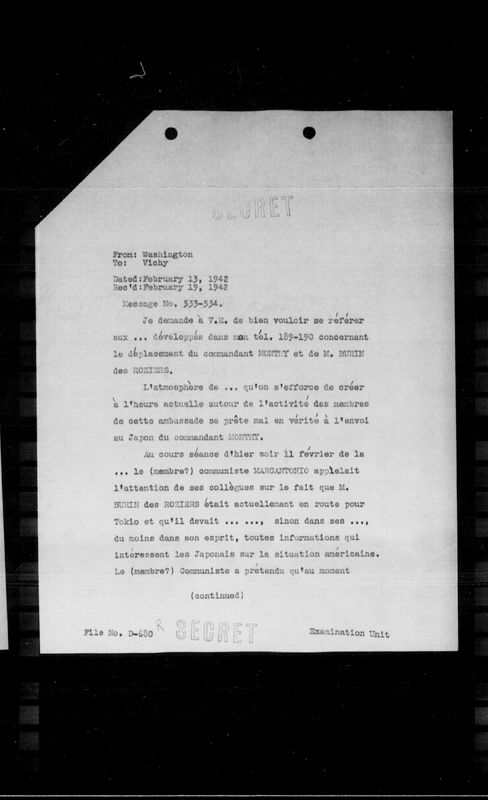 SECRET
From: Washington
To: Vichy
Dated:February 13, 1942
Rec'd:February 19, 1942
Message No. 533-534.
Je demande à V.E. de bien vouloir se référer
aux ... développés dans mon tél. 189-190 concernant
le déplacement du commandant MONTHY et de M. BURIN
des ROZIERS.
L'atmosphère de ... qu'on s'efforce de créer
à l'heure actuelle autour de l'activité des membres
de cette ambassade se prête mal en vérité à l'envoi
au Japon du commandant MONTHY.
Au cours séance d'hier soir 11 février de la
... le (membre?) communiste MARCANTONIO applelait
l'attention de ses collègues sur le fait que M.
BURIN des ROZIERS était actuellement en route pour
Tokio et qu'il devait ... ..., sinon dans ses ...,
du moins dans son esprit, toutes informations qui
intéressent les Japonais sur la situation américaine.
Le (membre?) Communiste a prétendu qu'au moment
(continued)
File No. D-680 R SECRET Examination Unit